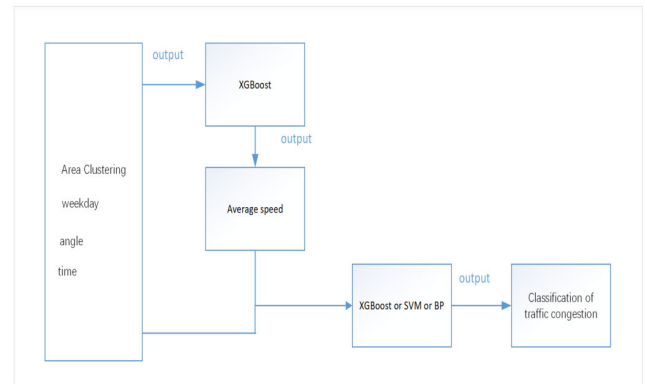 output
XGBoost
output
Area Clustering
weekday
angle
time
Average speed
output
XGBoost or SVM or BP
Classification of
traffic congestion